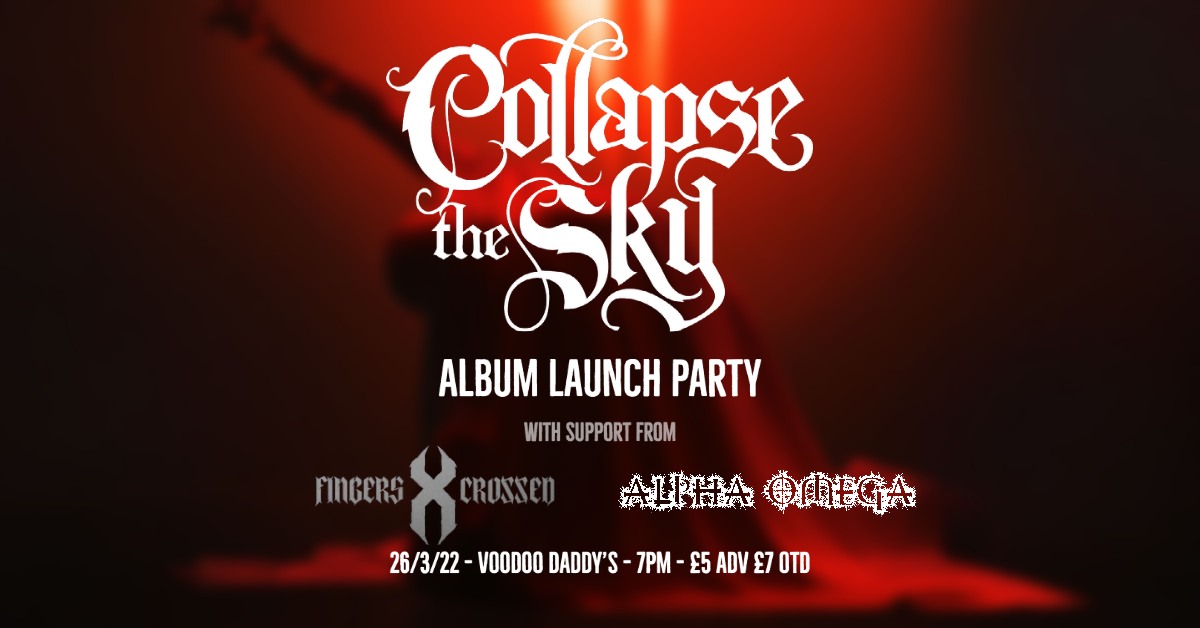 Collapse
the Sky
ALBUM LAUNCH PARTY
WITH SUPPORT FROM
FINGERS X CROSSED
ALPHA OMEGA
26/3/22 - VOODOO DADDY'S - 7PM - £5 ADV £7 OTD